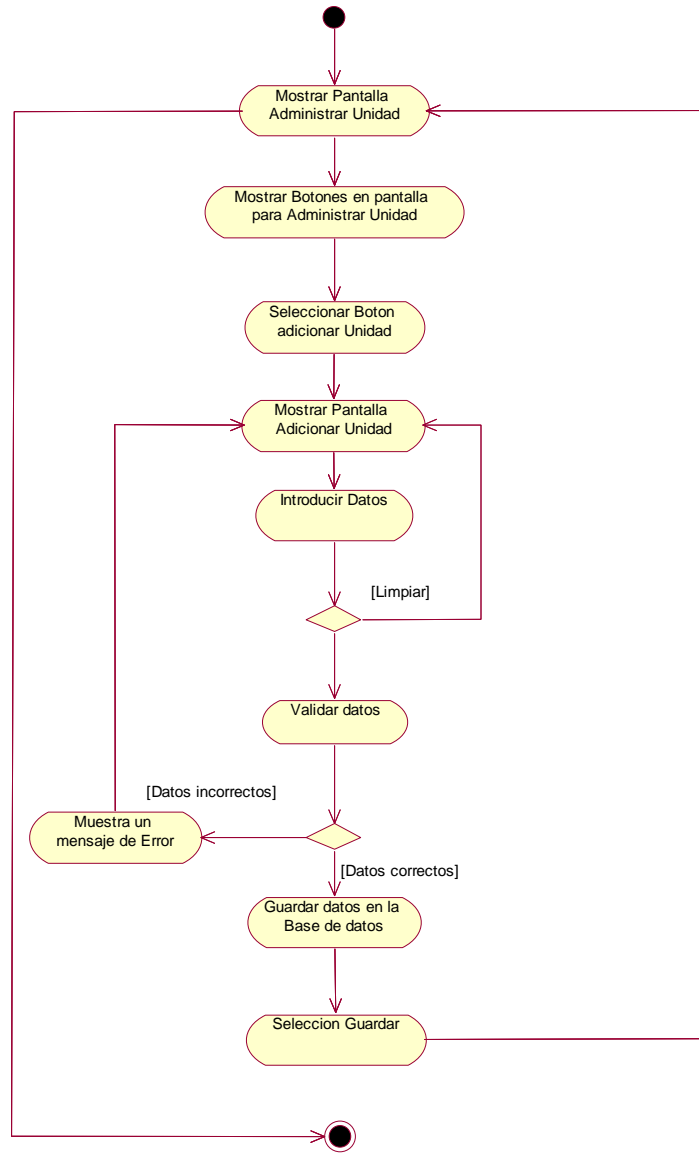 Mostrar Pantalla
Administrar Unidad
Mostrar Botones en pantalla
para Administrar Unidad
Seleccionar Boton
adicionar Unidad
Mostrar Pantalla
Adicionar Unidad
Introducir Datos
[Limpiar]
Validar datos
[Datos incorrectos]
Muestra un
mensaje de Error
[Datos correctos]
Guardar datos en la
Base de datos
Seleccion Guardar